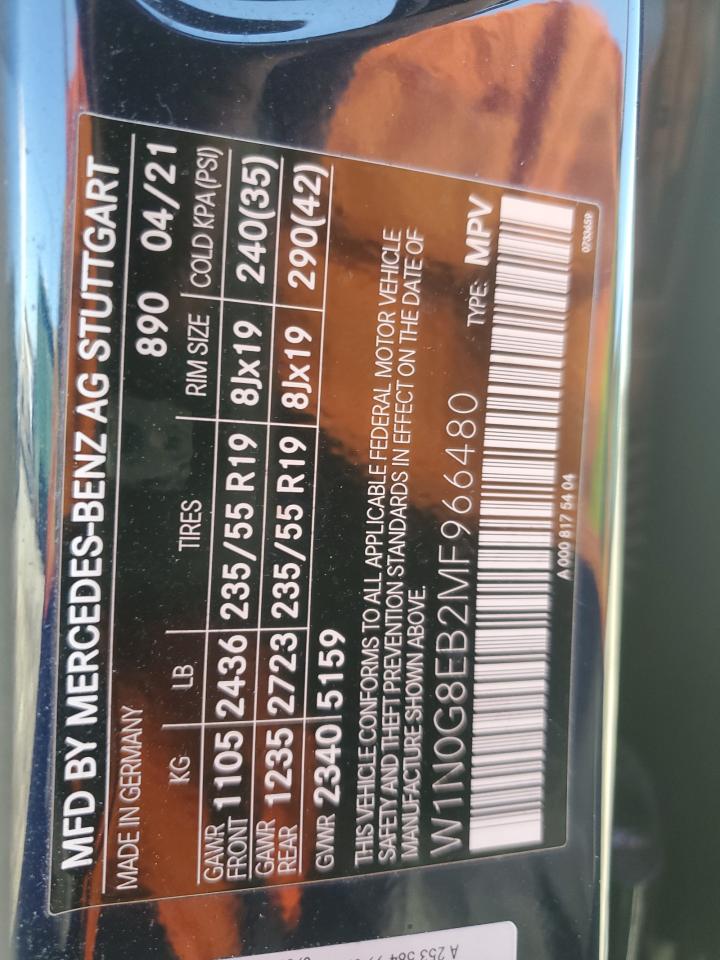 MFD BY MERCEDES-BENZ AG STUTTGART
MADE IN GERMANY 890 04/21
KG LB TIRES RIM SIZE COLD KPA(PSI)
GAWR FRONT 1105 2436 235/55 R19 8Jx19 240(35)
GAWR REAR 1235 2723 235/55 R19 8Jx19 290(42)
GVWR 2340 5159
THIS VEHICLE CONFORMS TO ALL APPLICABLE FEDERAL MOTOR VEHICLE
SAFETY AND THEFT PREVENTION STANDARDS IN EFFECT ON THE DATE OF
MANUFACTURE SHOWN ABOVE.
W1N0G8EB2MF966480 TYPE: MPV
A 000 817 54 04
0733659
A 253 584